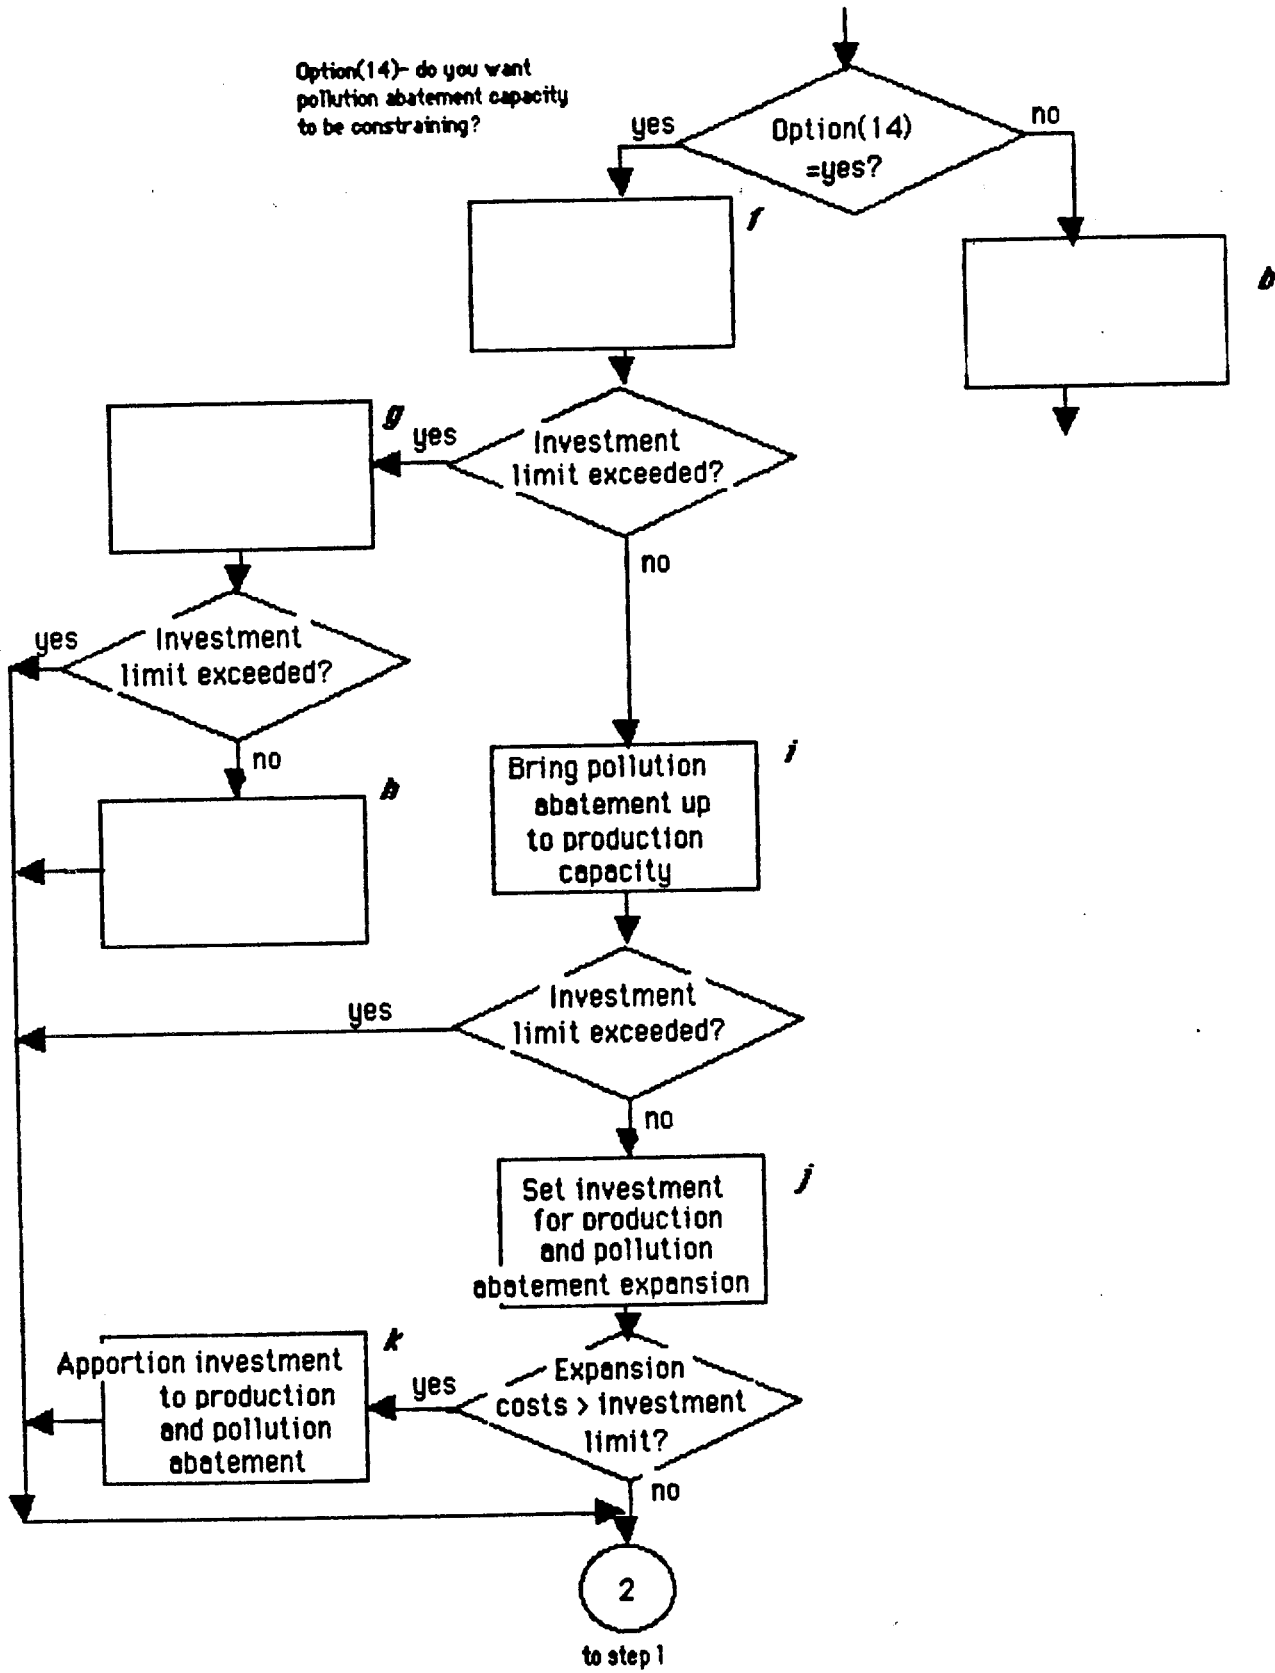 Option(14)- do you want
pollution abatement capacity
to be constraining?
Option(14)
=yes?
yes
no
f
b
Investment
limit exceeded?
yes
no
g
Investment
limit exceeded?
yes
no
h
i
Bring pollution
abatement up
to production
capacity
Investment
limit exceeded?
yes
no
j
Set investment
for production
and pollution
abatement expansion
Expansion
costs > investment
limit?
yes
no
k
Apportion investment
to production
and pollution
abatement
2
to step 1